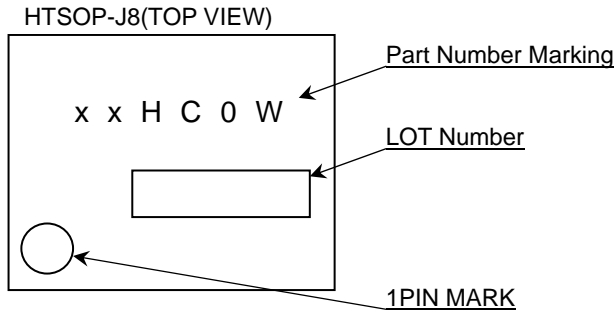 HTSOP-J8(TOP VIEW)
Part Number Marking
x x H C 0 W
LOT Number
1PIN MARK